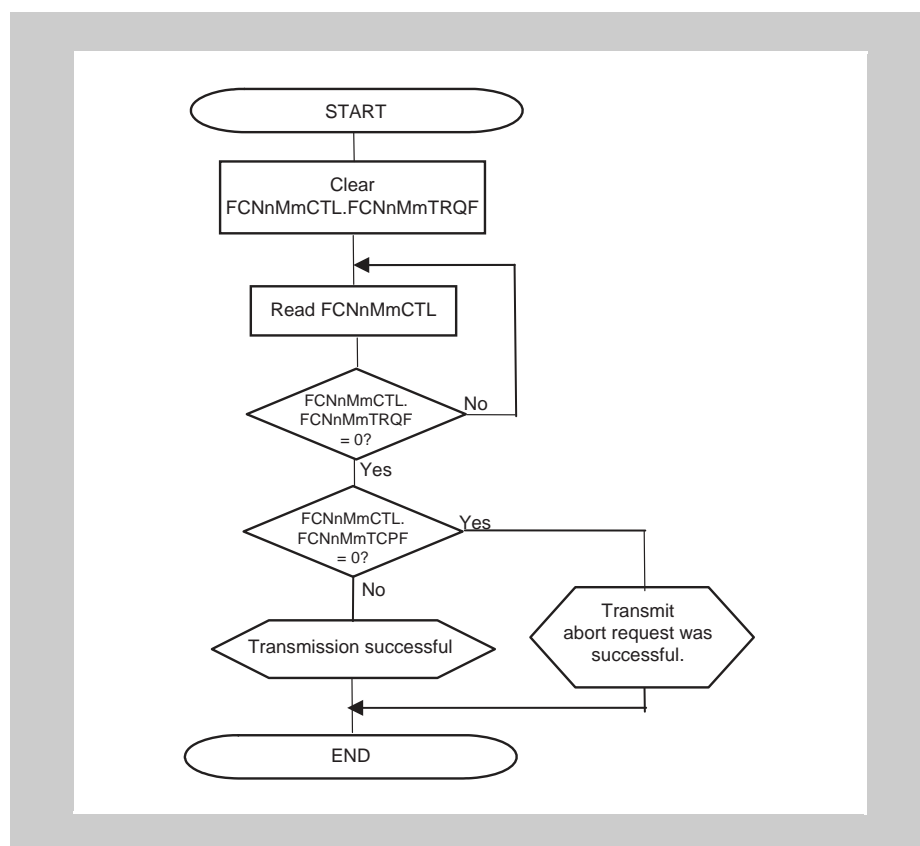 START
Clear
FCNnMmCTL.FCNnMmTRQF
Read FCNnMmCTL
FCNnMmCTL.
FCNnMmTRQF
= 0?
No
Yes
FCNnMmCTL.
FCNnMmTCPF
= 0?
Yes
No
Transmission successful
Transmit
abort request was
successful.
END